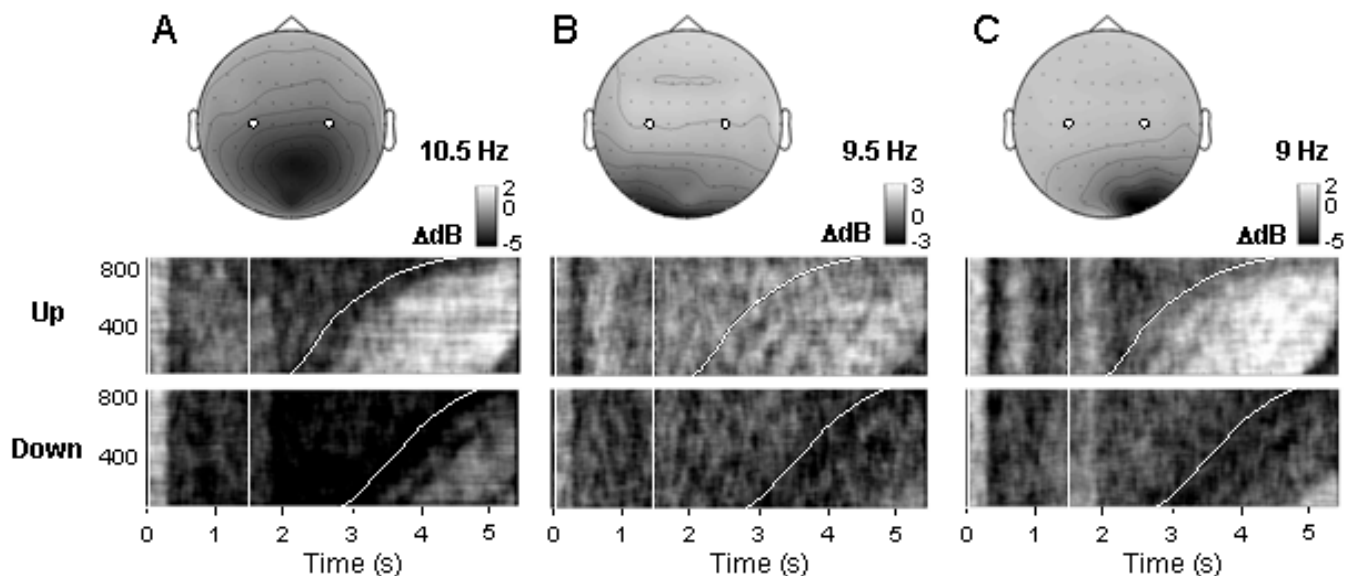 A B C
10.5 Hz 9.5 Hz 9 Hz
2 3 2
0 0 0
ΔdB -5 ΔdB -3 ΔdB -5
800
Up
400
800
Down
400
0 1 2 3 4 5 0 1 2 3 4 5 0 1 2 3 4 5
Time (s) Time (s) Time (s)